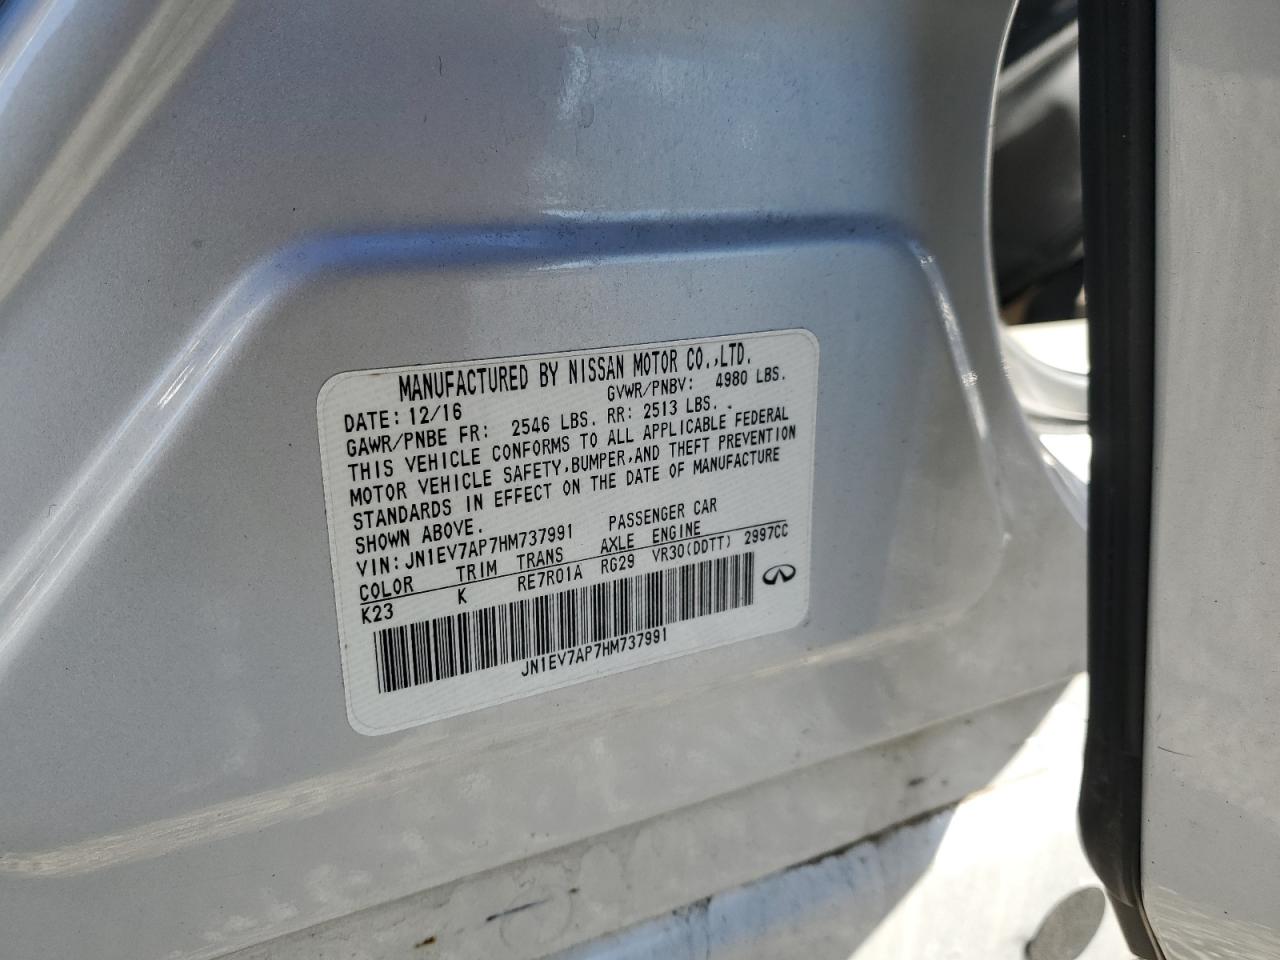 MANUFACTURED BY NISSAN MOTOR CO.,LTD.
DATE: 12/16 GVWR/PNBV: 4980 LBS.
GAWR/PNBE FR: 2546 LBS. RR: 2513 LBS.
THIS VEHICLE CONFORMS TO ALL APPLICABLE FEDERAL
MOTOR VEHICLE SAFETY,BUMPER,AND THEFT PREVENTION
STANDARDS IN EFFECT ON THE DATE OF MANUFACTURE
SHOWN ABOVE.
VIN: JN1EV7AP7HM737991 PASSENGER CAR
COLOR TRIM TRANS AXLE ENGINE
K23 K RE7R01A RG29 VR30(DDTT) 2997CC
JN1EV7AP7HM737991